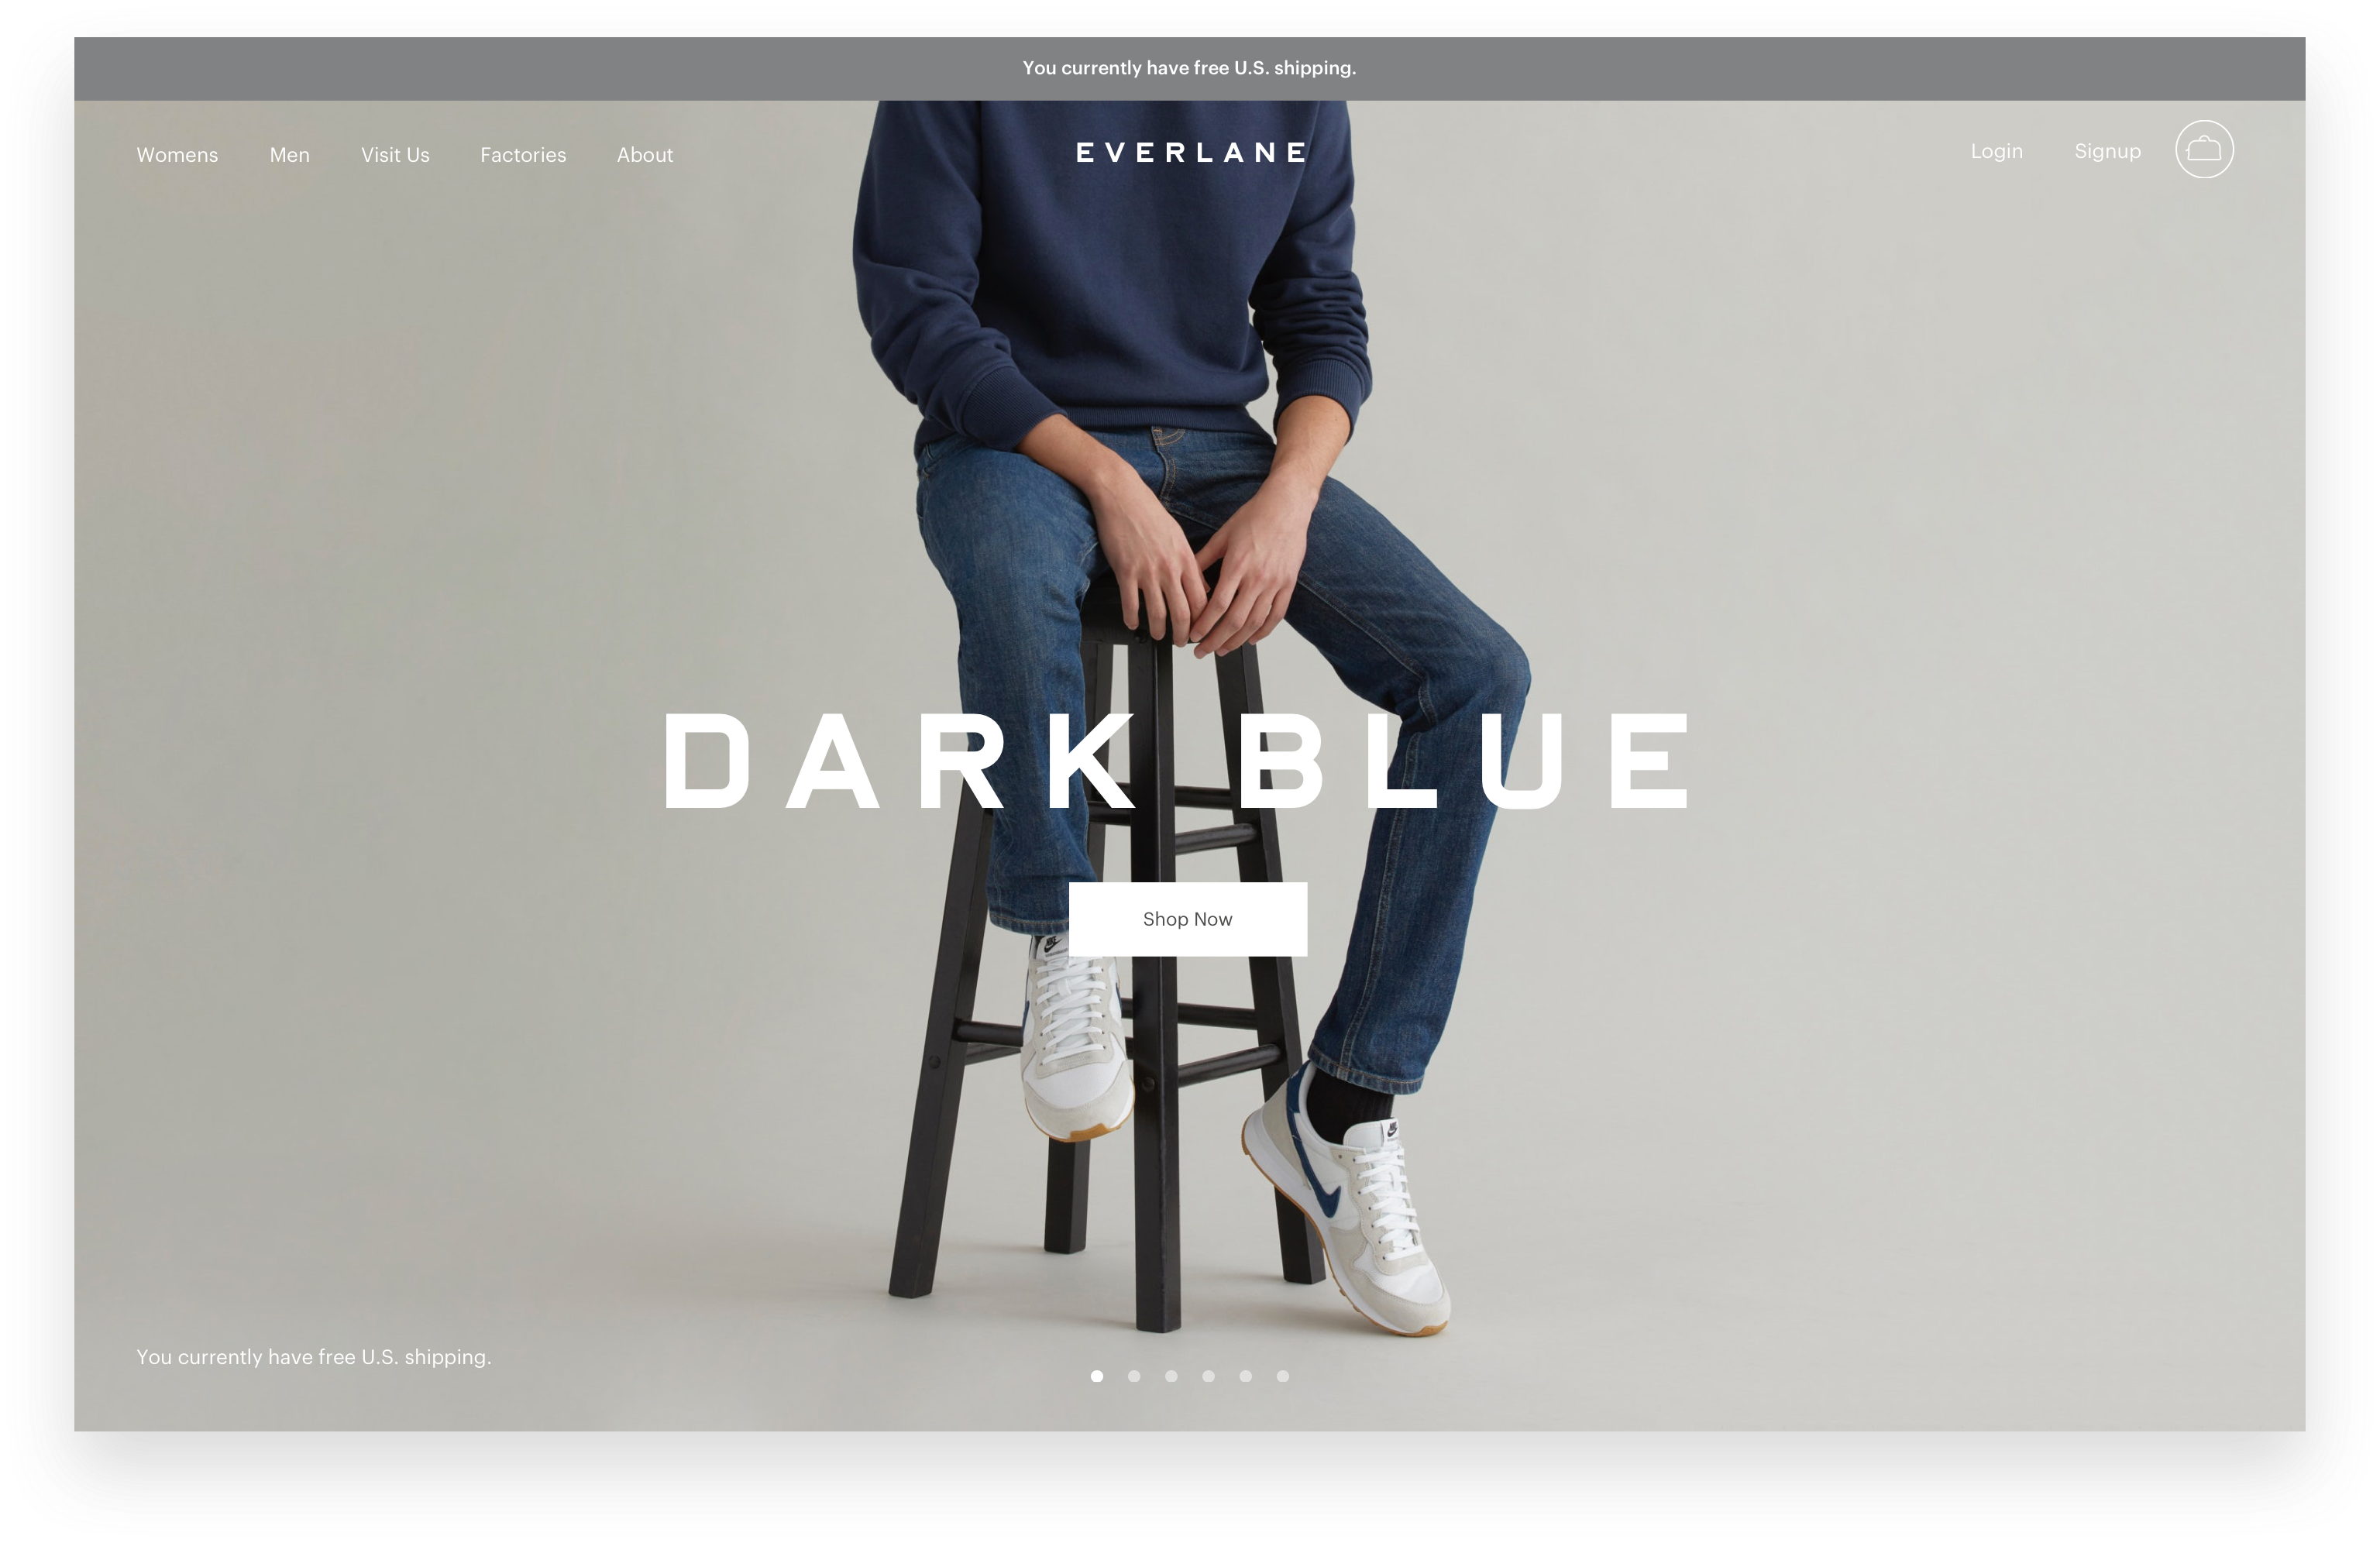 You currently have free U.S. shipping.
Womens Men Visit Us Factories About EVERLANE Login Signup
DARK BLUE
Shop Now
You currently have free U.S. shipping.